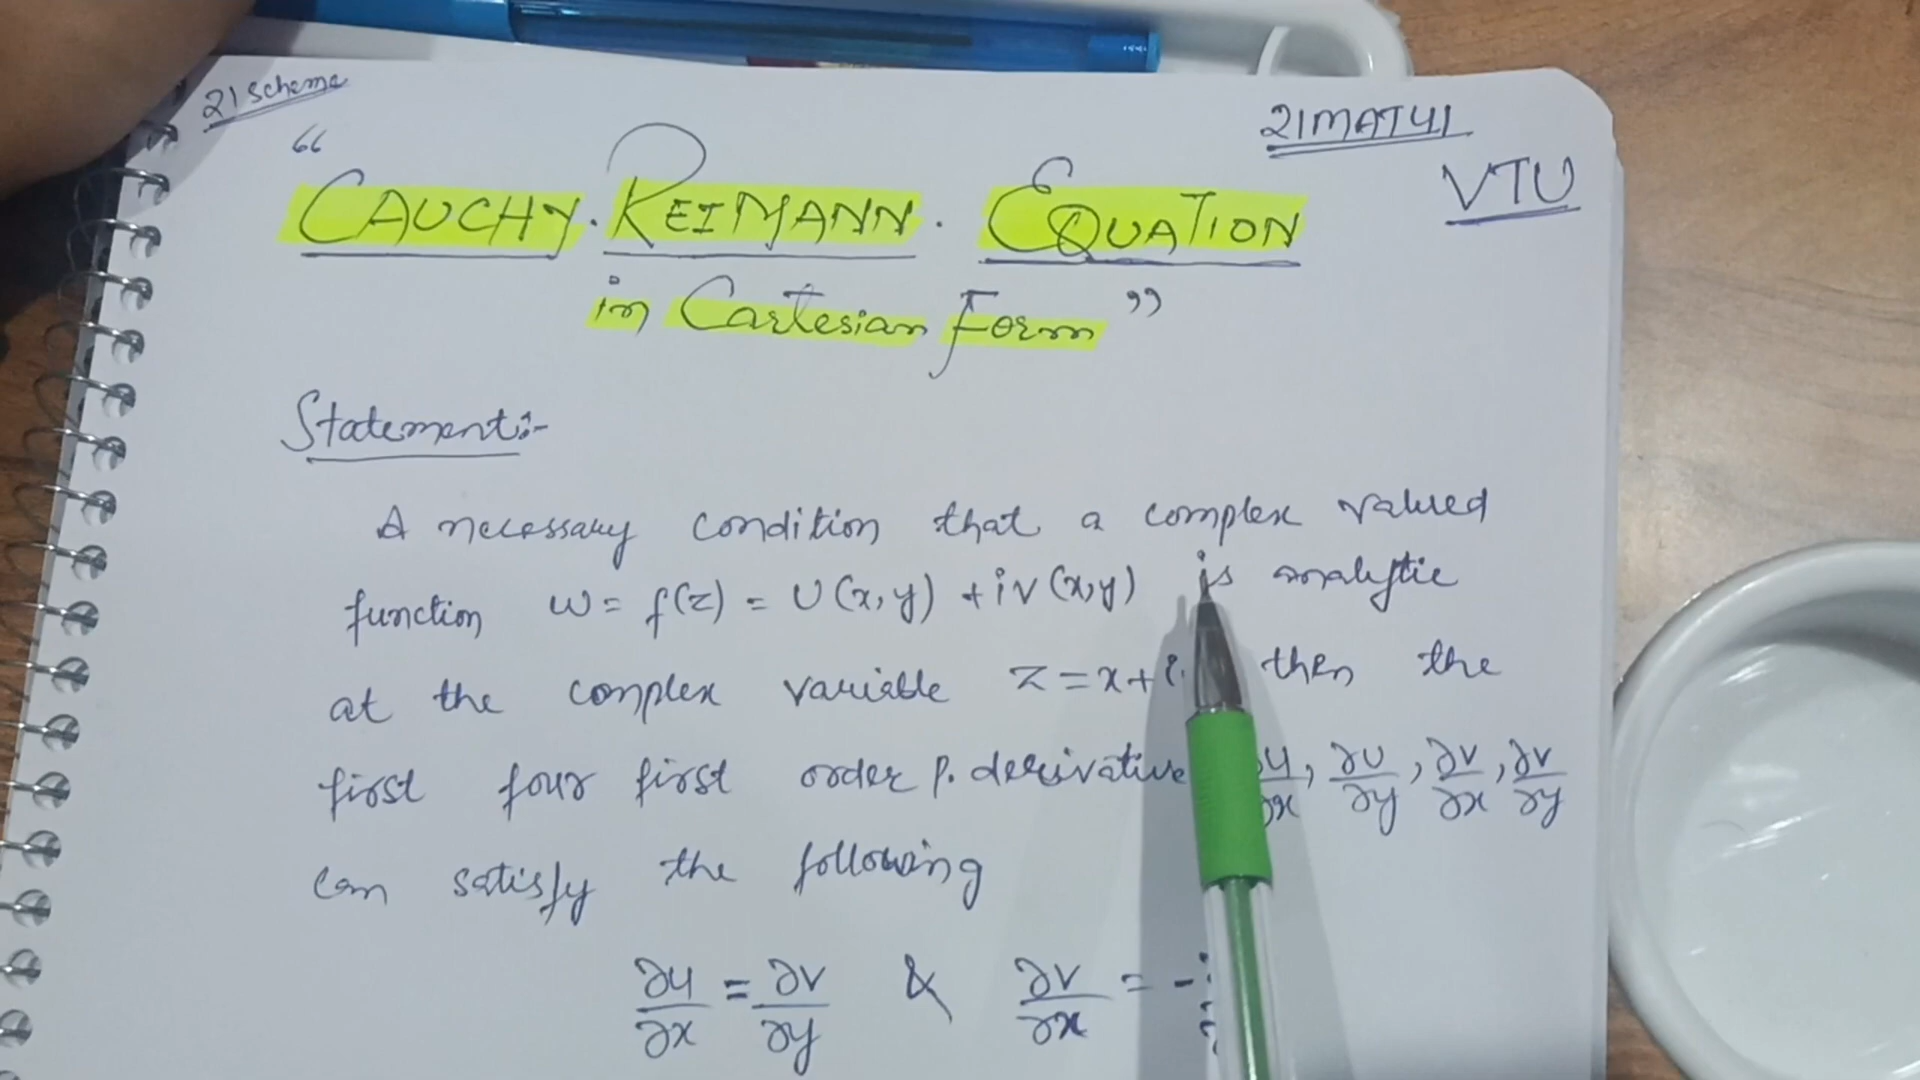 21 Scheme
21MAT41
VTU
“CAUCHY. REIMANN. EQUATION
in Cartesian Form”
Statement:-
A necessary condition that a complex valued
function w = f(z) = U(x,y) + iv(x,y) is analytic
at the complex variable z = x+i then the
first four first order p. derivative ∂u/∂x, ∂u/∂y, ∂v/∂x, ∂v/∂y
can satisfy the following
∂u/∂x = ∂v/∂y & ∂v/∂x = -